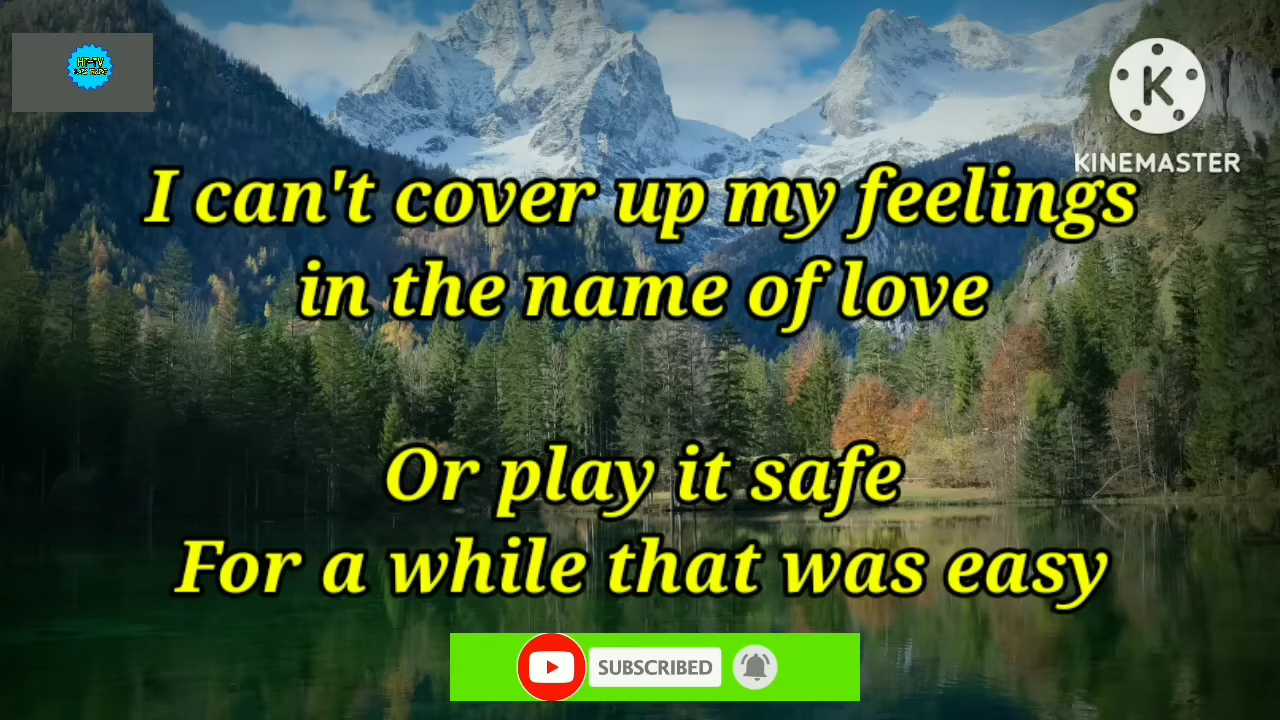 K
KINEMASTER
I can't cover up my feelings
in the name of love
Or play it safe
For a while that was easy
SUBSCRIBED